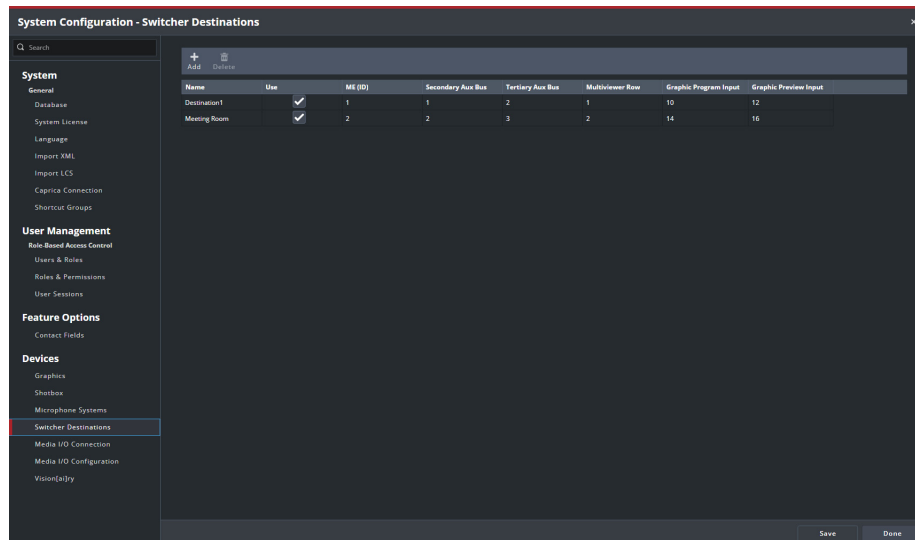 System Configuration - Switcher Destinations
Search
System
General
Database
System License
Language
Import XML
Import LCS
Caprica Connection
Shortcut Groups
User Management
Role-Based Access Control
Users & Roles
Roles & Permissions
User Sessions
Feature Options
Contact Fields
Devices
Graphics
Shotbox
Microphone Systems
Switcher Destinations
Media I/O Connection
Media I/O Configuration
Vision[ai]ry
Add Delete
Name Use ME (ID) Secondary Aux Bus Tertiary Aux Bus Multiviewer Row Graphic Program Input Graphic Preview Input
Destination1 1 1 2 1 10 12
Meeting Room 2 2 3 2 14 16
Save Done